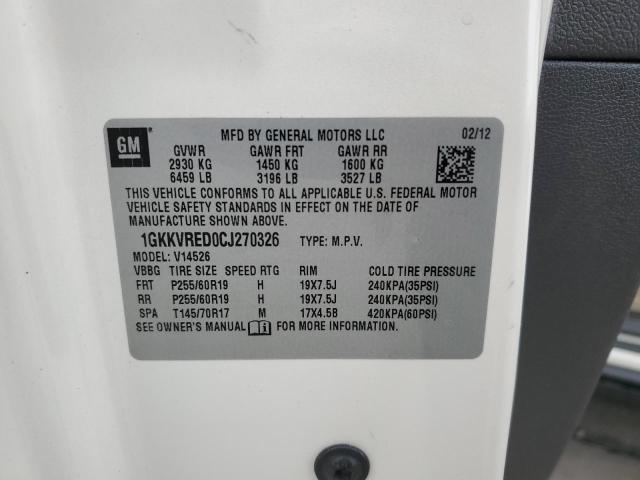 GM
MFD BY GENERAL MOTORS LLC 02/12
GVWR GAWR FRT GAWR RR
2930 KG 1450 KG 1600 KG
6459 LB 3196 LB 3527 LB
THIS VEHICLE CONFORMS TO ALL APPLICABLE U.S. FEDERAL MOTOR
VEHICLE SAFETY STANDARDS IN EFFECT ON THE DATE OF
MANUFACTURE SHOWN ABOVE.
1GKKVRED0CJ270326 TYPE: M.P.V.
MODEL: V14526
VBBG TIRE SIZE SPEED RTG RIM COLD TIRE PRESSURE
FRT P255/60R19 H 19X7.5J 240KPA(35PSI)
RR P255/60R19 H 19X7.5J 240KPA(35PSI)
SPA T145/70R17 M 17X4.5B 420KPA(60PSI)
SEE OWNER'S MANUAL FOR MORE INFORMATION.